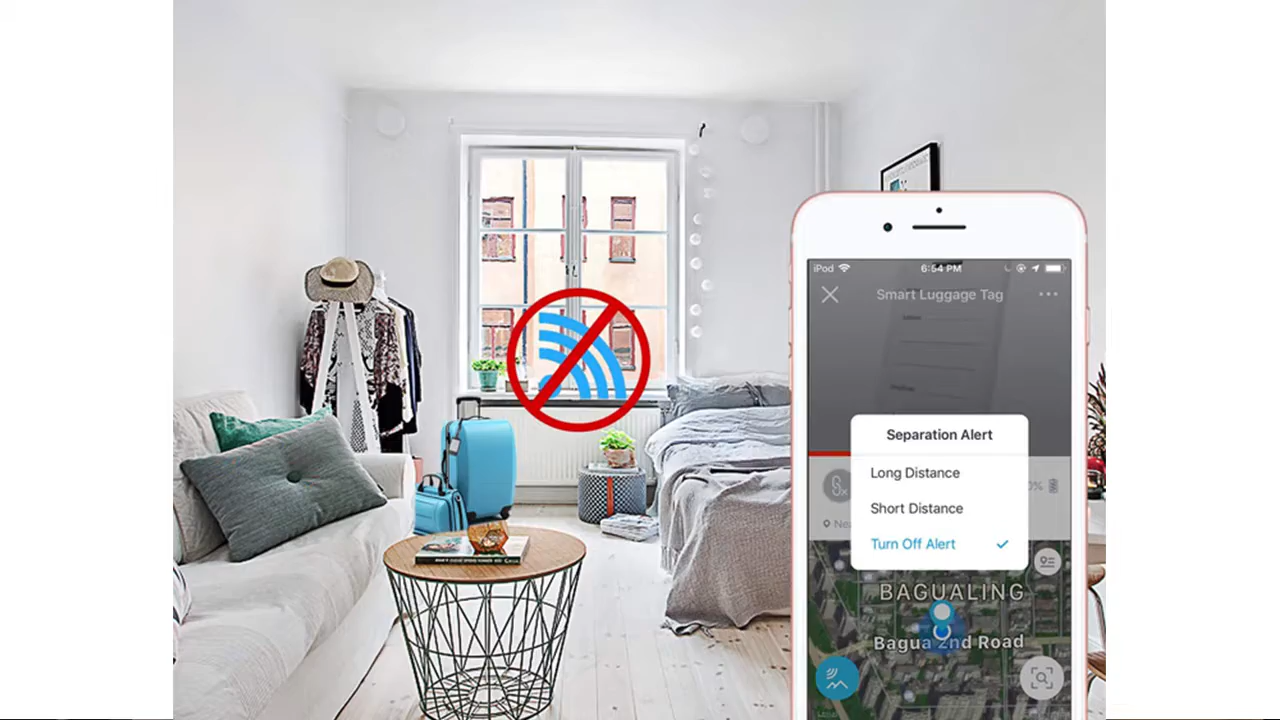 iPod
6:54 PM
Smart Luggage Tag
Separation Alert
Long Distance
Short Distance
Turn Off Alert
BAGUALING
Bagua 2nd Road